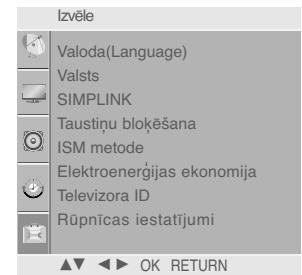 Izvēle
Valoda(Language)
Valsts
SIMPLINK
Taustiņu bloķēšana
ISM metode
Elektroenerģijas ekonomija
Televizora ID
Rūpnīcas iestatījumi
▲▼ ◄► OK RETURN